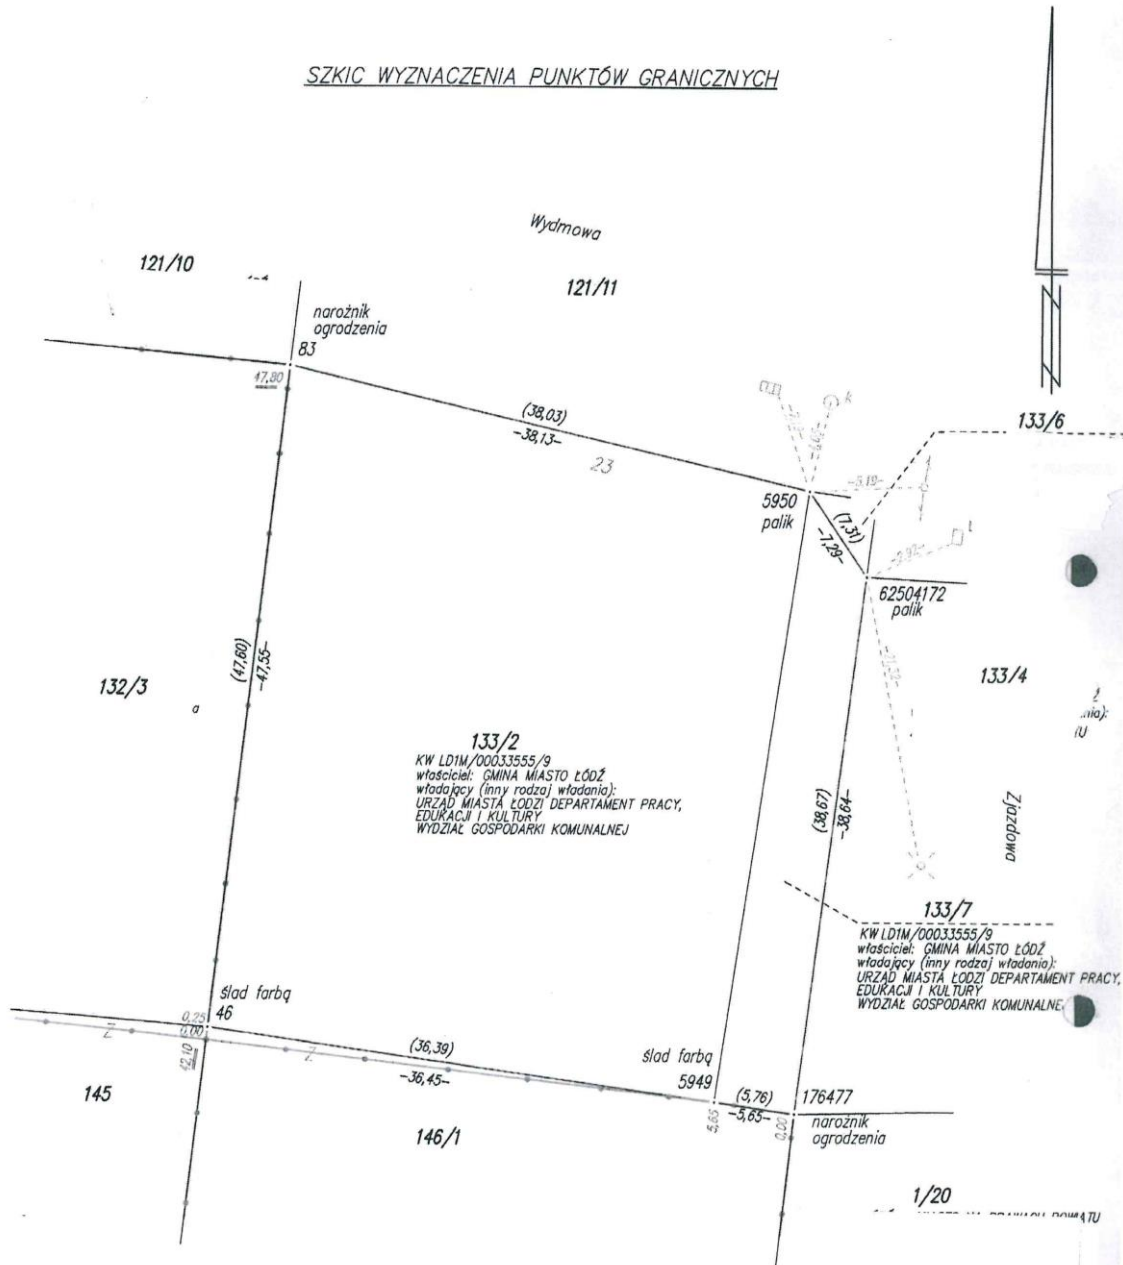 SZKIC WYZNACZENIA PUNKTÓW GRANICZNYCH
Wydmowa
121/10
121/11
narożnik
ogrodzenia
83
47,80
(38,03)
-38,13-
23
k
133/6
5950
palik
-5,19-
(7,31)
-7,29-
-2,92-
t
62504172
palik
(47,60)
-47,55-
132/3
a
133/4
133/2
KW LD1M/00033555/9
właściciel: GMINA MIASTO ŁÓDŹ
władający (inny rodzaj władania):
URZĄD MIASTA ŁODZI DEPARTAMENT PRACY,
EDUKACJI I KULTURY
WYDZIAŁ GOSPODARKI KOMUNALNEJ
(38,67)
-38,64-
Zjazdowa
133/7
KW LD1M/00033555/9
właściciel: GMINA MIASTO ŁÓDŹ
władający (inny rodzaj władania):
URZĄD MIASTA ŁODZI DEPARTAMENT PRACY,
EDUKACJI I KULTURY
WYDZIAŁ GOSPODARKI KOMUNALNE
ślad farbą
46
0,25
0,00
42,10
Z
Z
(36,39)
-36,45-
ślad farbą
5949
(5,76)
-5,65-
5,65
0,00
176477
narożnik
ogrodzenia
145
146/1
1/20